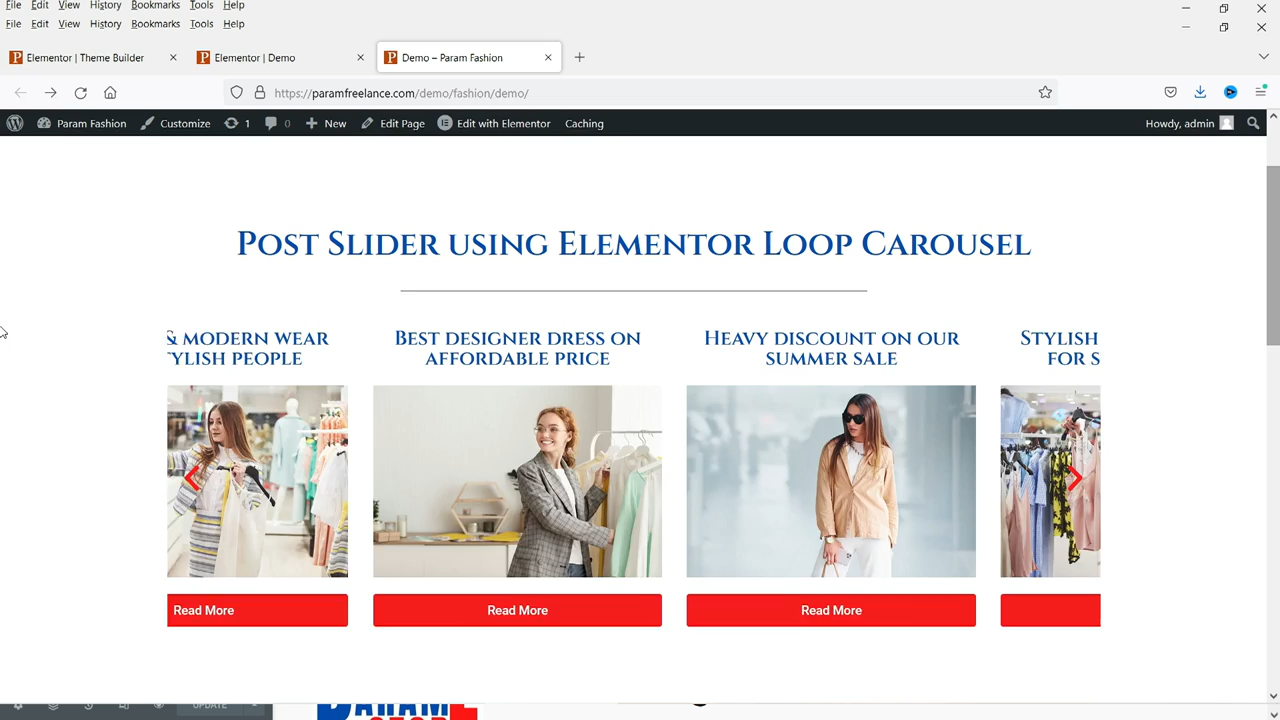 File Edit View History Bookmarks Tools Help
File Edit View History Bookmarks Tools Help
Elementor | Theme Builder
Elementor | Demo
Demo – Param Fashion
https://paramfreelance.com/demo/fashion/demo/
Param Fashion Customize 1 0 New Edit Page Edit with Elementor Caching Howdy, admin
Post Slider using Elementor Loop Carousel
& modern wear
tylish people
Best designer dress on
affordable price
Heavy discount on our
summer sale
Stylish
for s
Read More
Read More
Read More
UPDATE